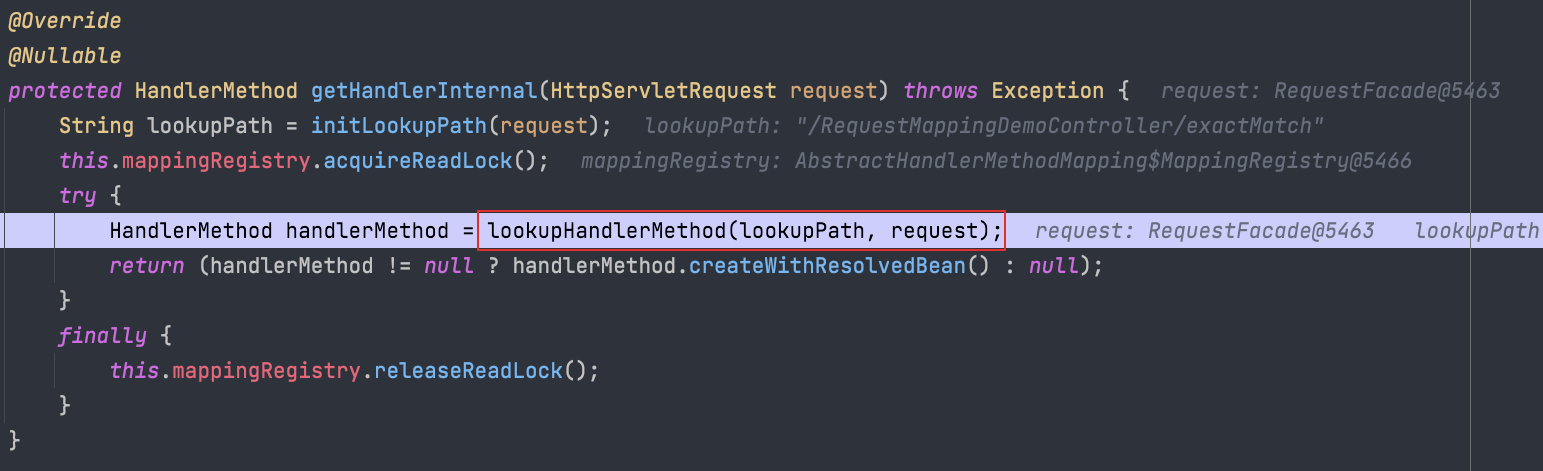 @Override
@Nullable
protected HandlerMethod getHandlerInternal(HttpServletRequest request) throws Exception {   request: RequestFacade@5463
    String lookupPath = initLookupPath(request);   lookupPath: "/RequestMappingDemoController/exactMatch"
    this.mappingRegistry.acquireReadLock();   mappingRegistry: AbstractHandlerMethodMapping$MappingRegistry@5466
    try {
        HandlerMethod handlerMethod = lookupHandlerMethod(lookupPath, request);   request: RequestFacade@5463   lookupPath
        return (handlerMethod != null ? handlerMethod.createWithResolvedBean() : null);
    }
    finally {
        this.mappingRegistry.releaseReadLock();
    }
}